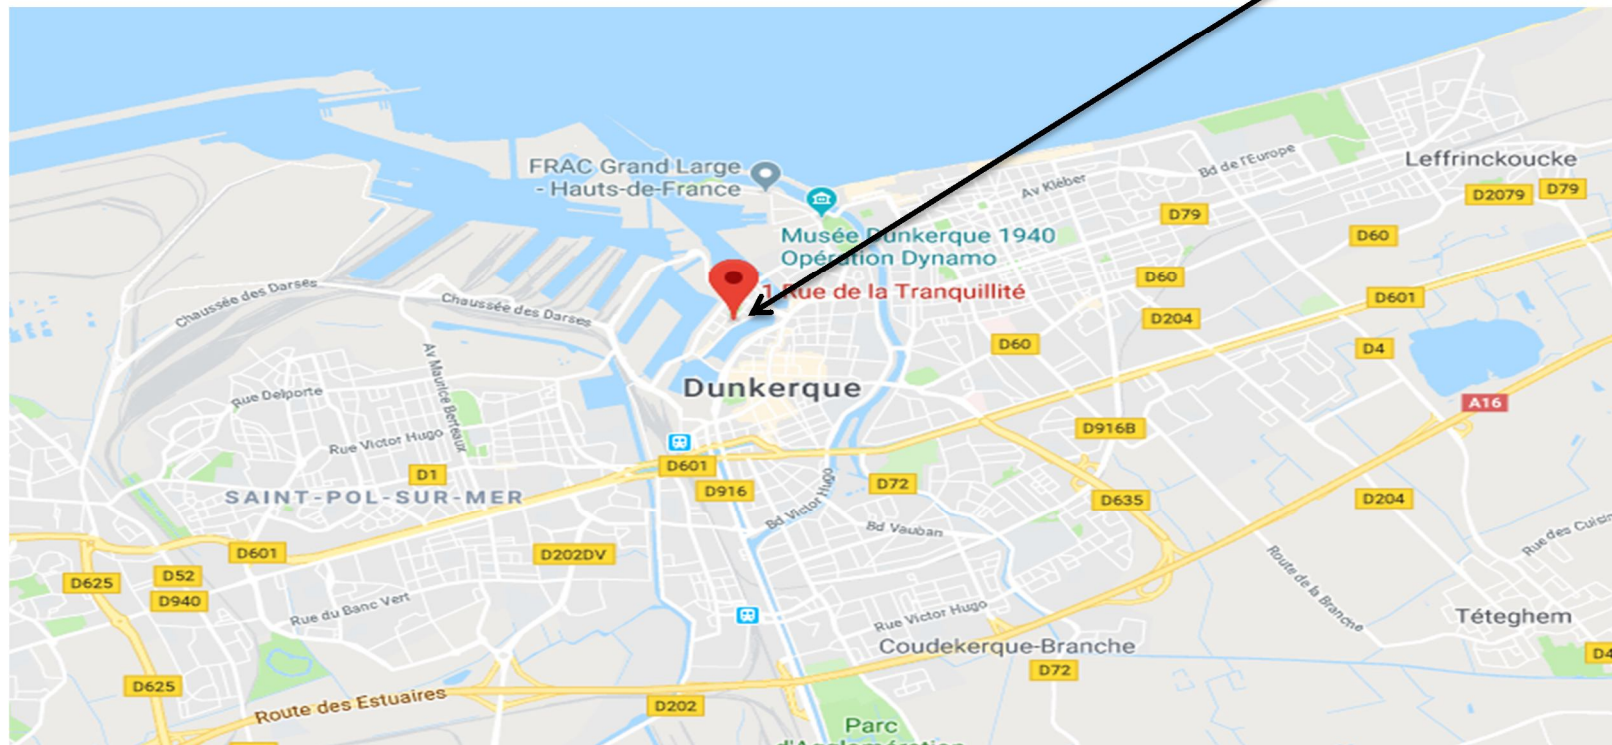 FRAC Grand Large
- Hauts-de-France
Musée Dunkerque 1940
Opération Dynamo
1 Rue de la Tranquillité
Av Kléber
Bd de l'Europe
Leffrinckoucke
D2079
D79
D79
D60
D60
D601
D204
D60
D4
A16
Chaussée des Darses
Chaussée des Darses
Av Maurice Berteaux
Rue Delporte
Rue Victor Hugo
Dunkerque
D916B
D1
D601
D916
D72
D635
D204
SAINT-POL-SUR-MER
Bd Victor Hugo
Bd Vauban
Rue des Cuisi
D601
D202DV
D625
D52
D940
Rue du Banc Vert
Rue Victor Hugo
Route de la Branche
Téteghem
Coudekerque-Branche
D4
D72
D625
Route des Estuaires
D202
Parc
d'Agglomération